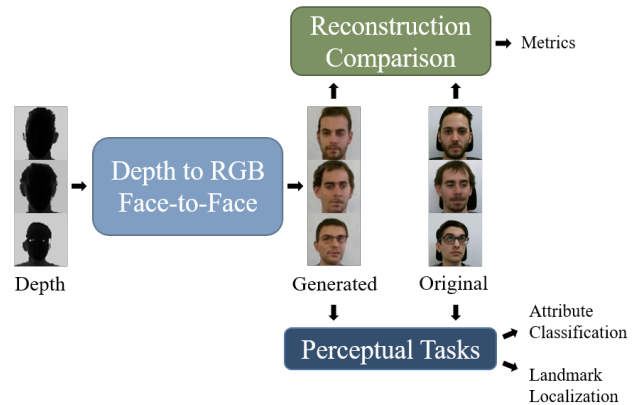 Reconstruction
Comparison
Metrics
Depth to RGB
Face-to-Face
Depth
Generated
Original
Perceptual Tasks
Attribute
Classification
Landmark
Localization